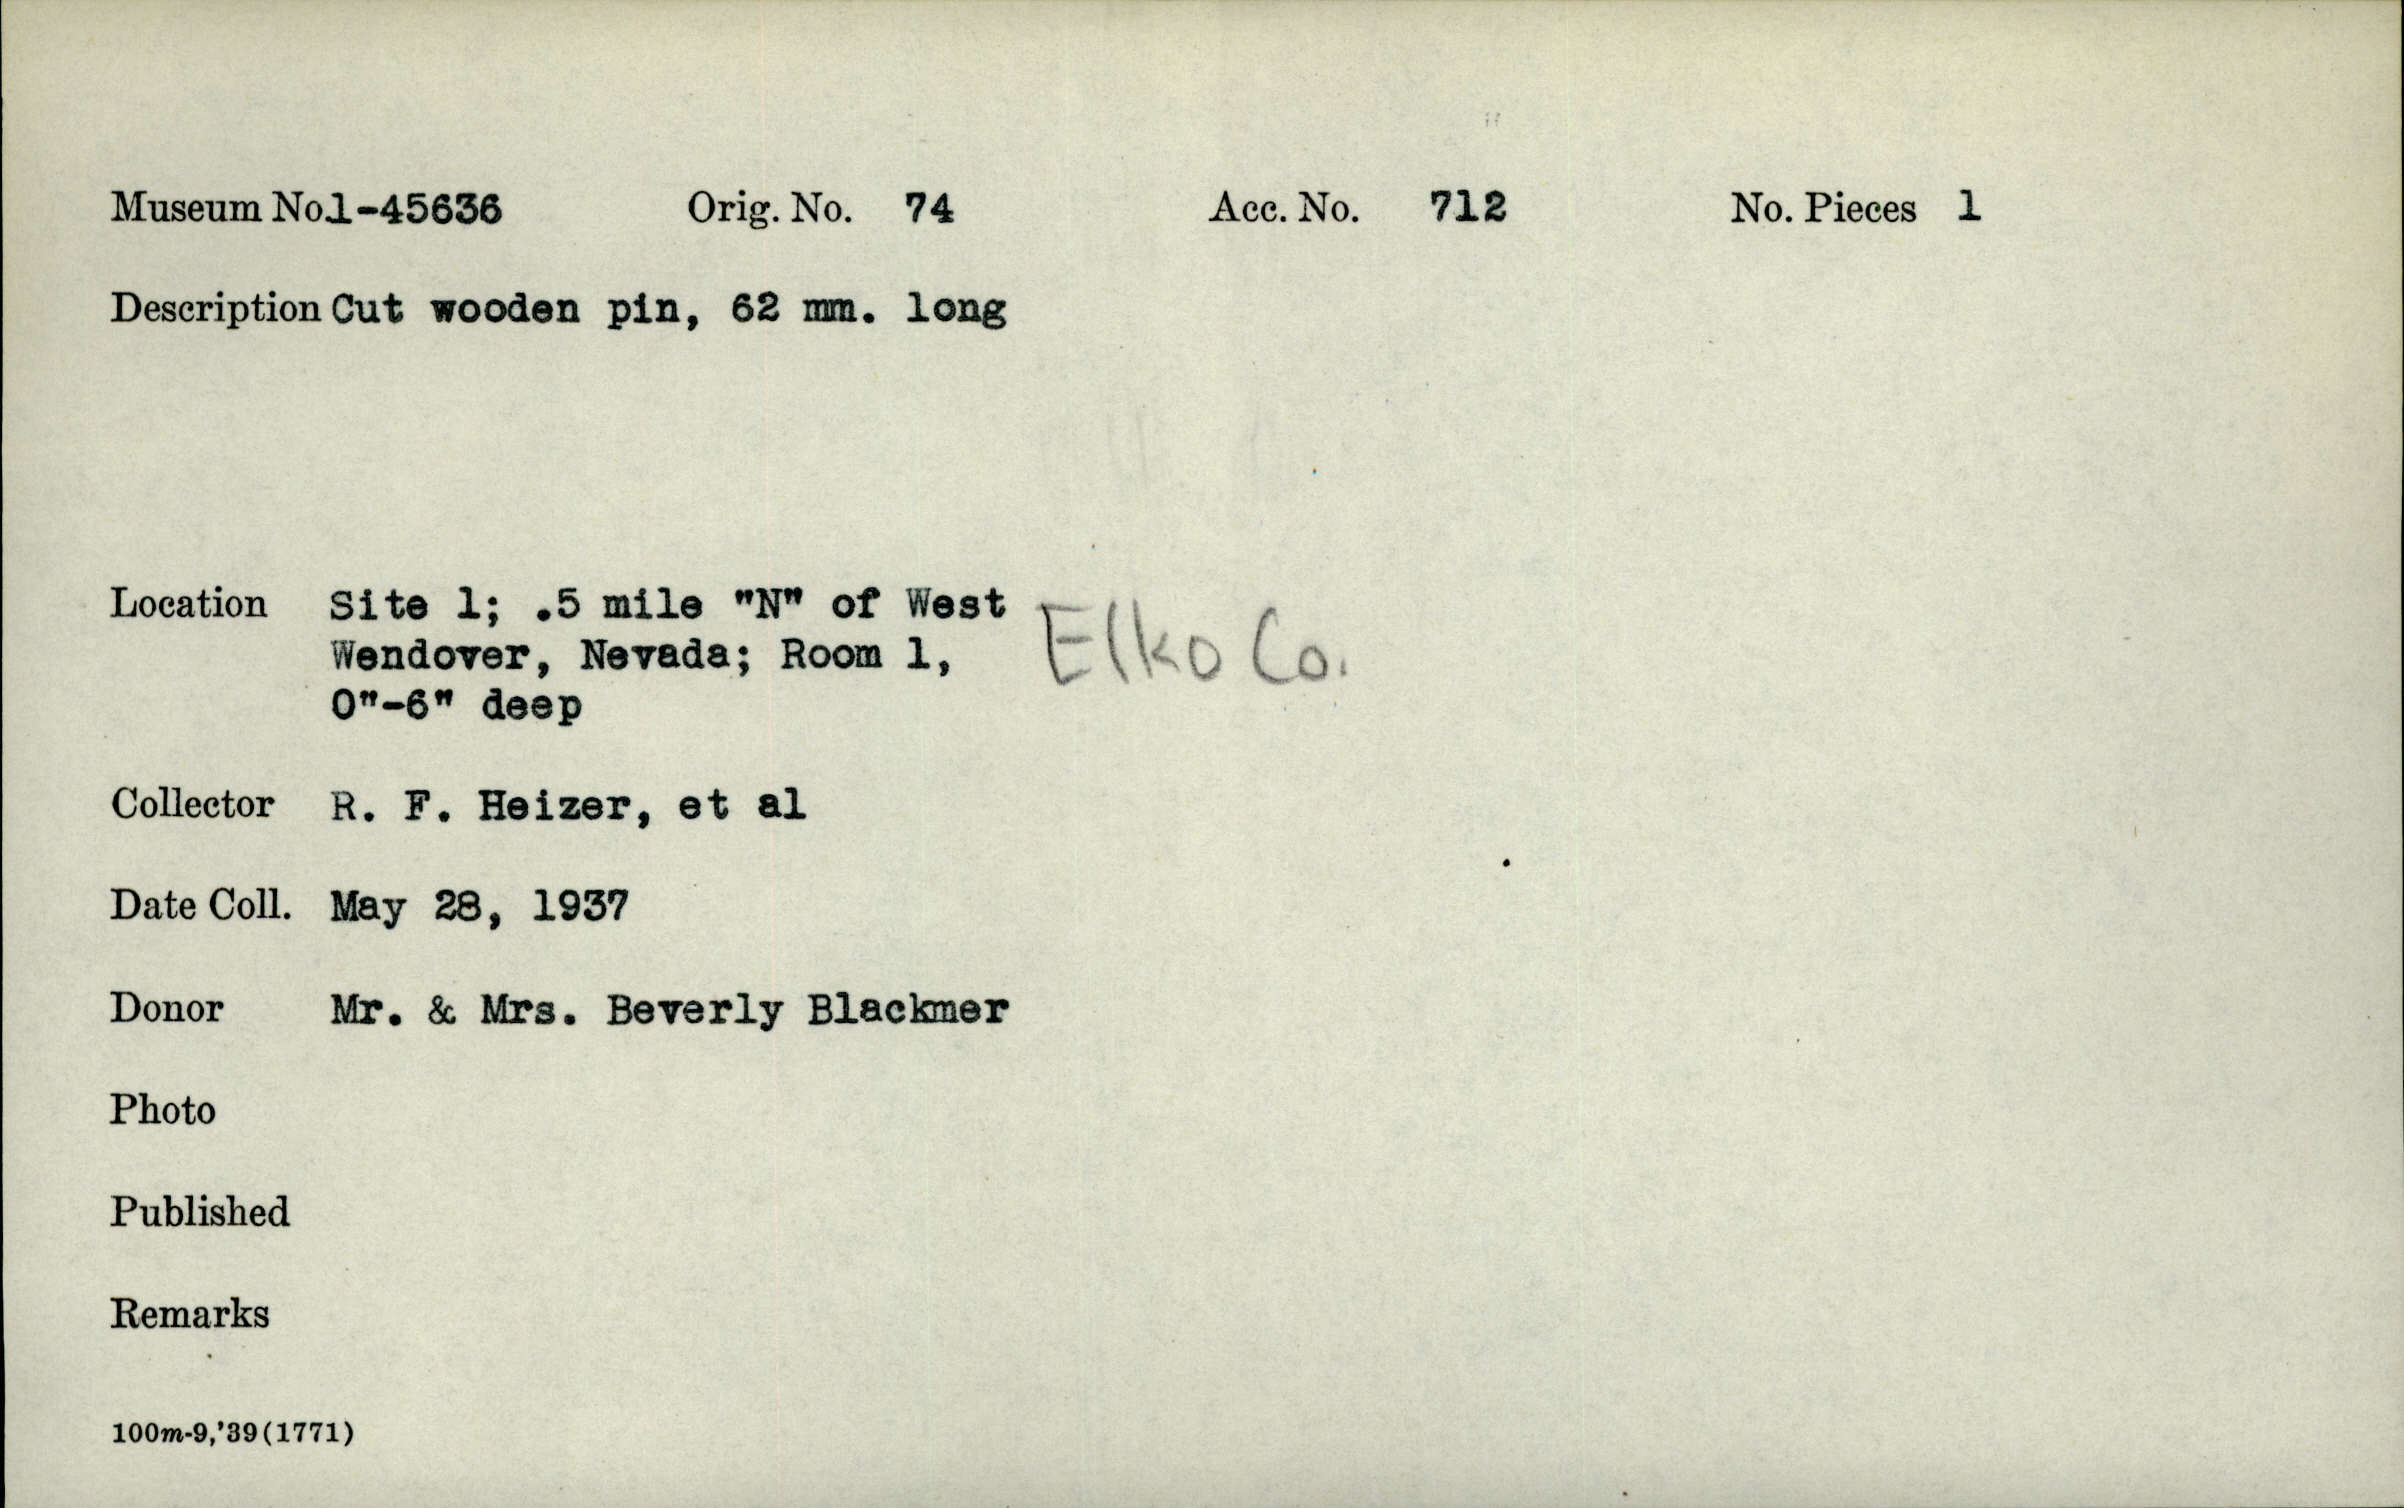 Museum No.1-45636 Orig. No. 74 Acc. No. 712 No. Pieces 1
Description Cut wooden pin, 62 mm. long
Location Site 1; .5 mile "N" of West
Wendover, Nevada; Room 1, Elko Co.
0"-6" deep
Collector R. F. Heizer, et al
Date Coll. May 28, 1937
Donor Mr. & Mrs. Beverly Blackmer
Photo
Published
Remarks
100m-9,'39(1771)